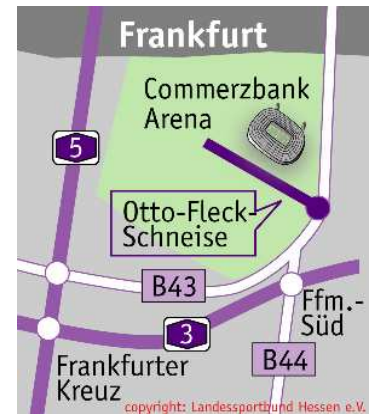 Frankfurt
Commerzbank
Arena
5
Otto-Fleck-
Schneise
B43
Ffm.-
Süd
3
B44
Frankfurter
Kreuz
copyright: Landessportbund Hessen e.V.